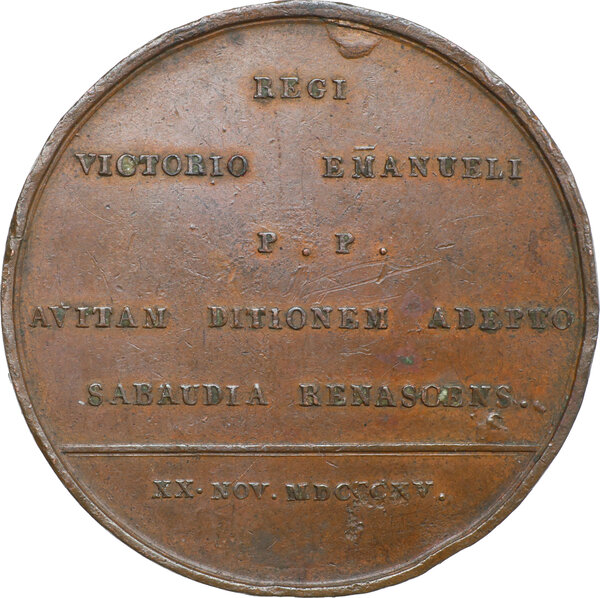 REGI
VICTORIO EMANUELI
P. P.
AVITAM DITIONEM ADEPTO
SABAUDIA RENASCENS..
XX. NOV. MDCCCXV.